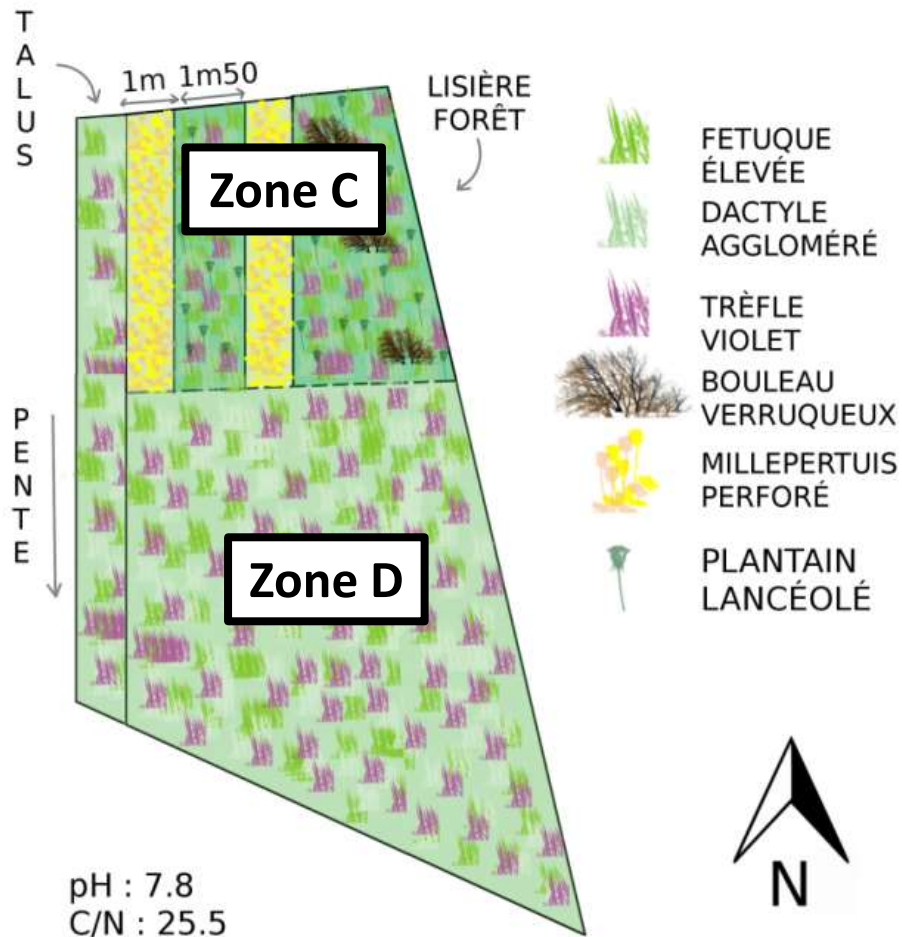 T
A
L
U
S
1m 1m50
LISIÈRE
FORÊT
Zone C
FETUQUE
ÉLEVÉE
DACTYLE
AGGLOMÉRÉ
TRÈFLE
VIOLET
BOULEAU
VERRUQUEUX
MILLEPERTUIS
PERFORÉ
PLANTAIN
LANCÉOLÉ
P
E
N
T
E
Zone D
N
pH : 7.8
C/N : 25.5